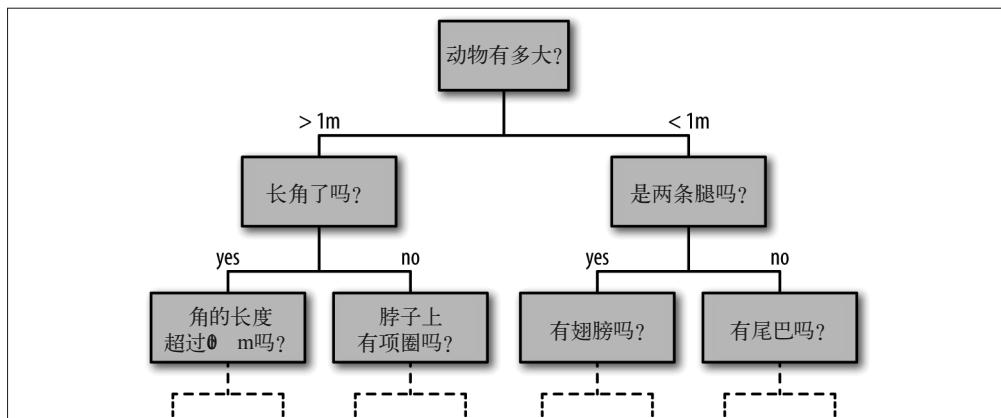 动物有多大?
> 1m
< 1m
长角了吗?
是两条腿吗?
yes
no
yes
no
角的长度
超过 m吗?
脖子上
有项圈吗?
有翅膀吗?
有尾巴吗?